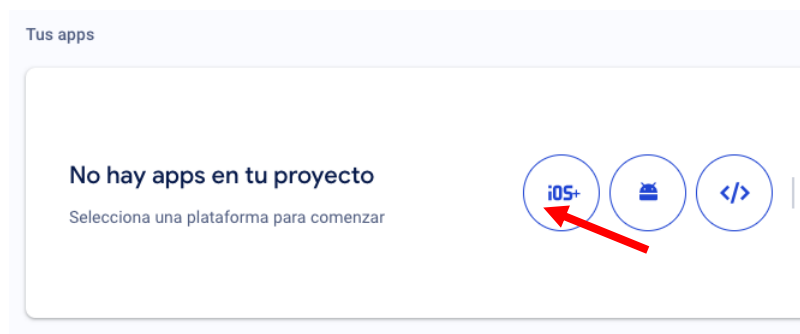 Tus apps
No hay apps en tu proyecto
Selecciona una plataforma para comenzar
iOS+
</>